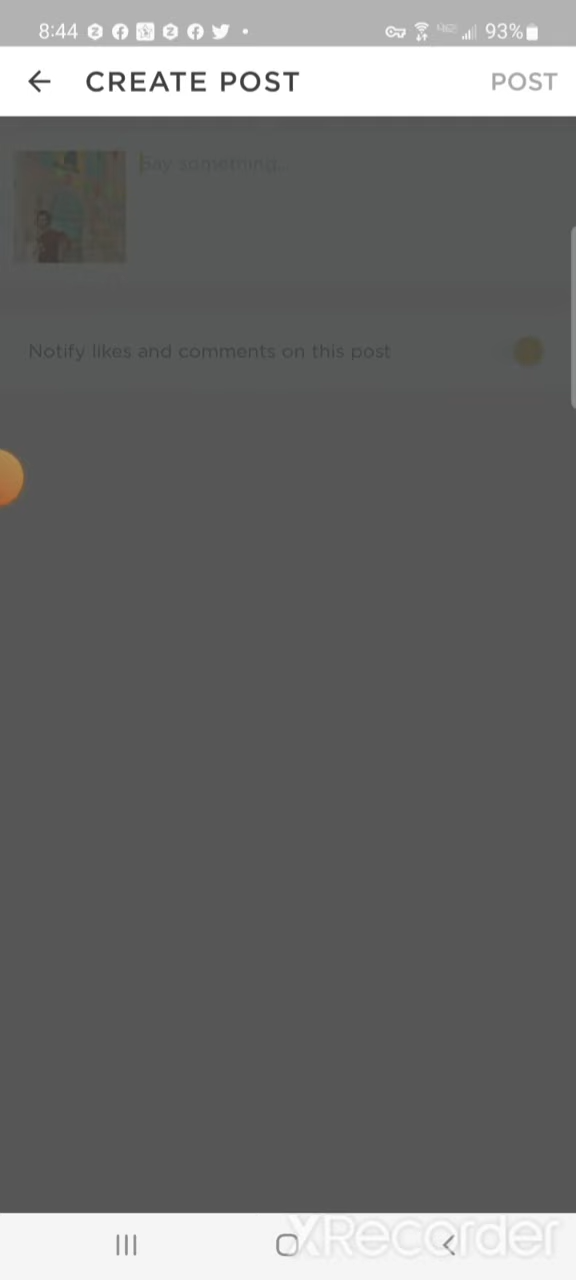 8:44 93%
CREATE POST POST
Say something...
Notify likes and comments on this post
XRecorder